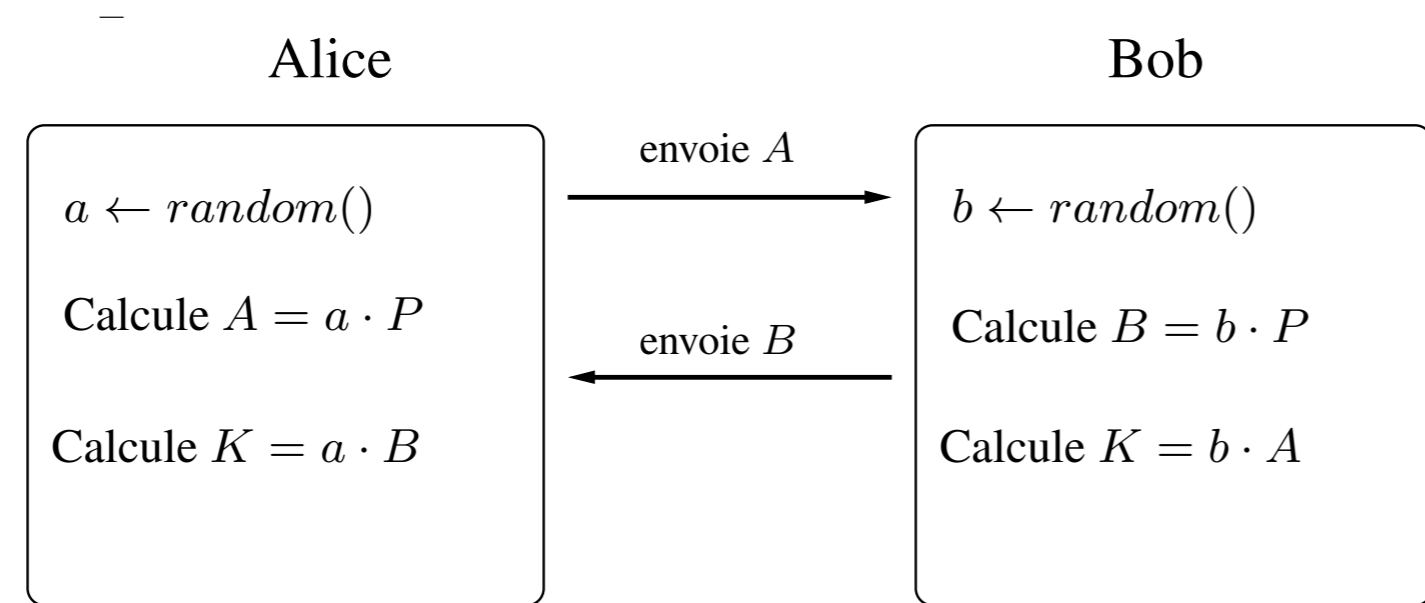 Alice
Bob
a ← random()
Calcule A = a · P
Calcule K = a · B
envoie A
envoie B
b ← random()
Calcule B = b · P
Calcule K = b · A